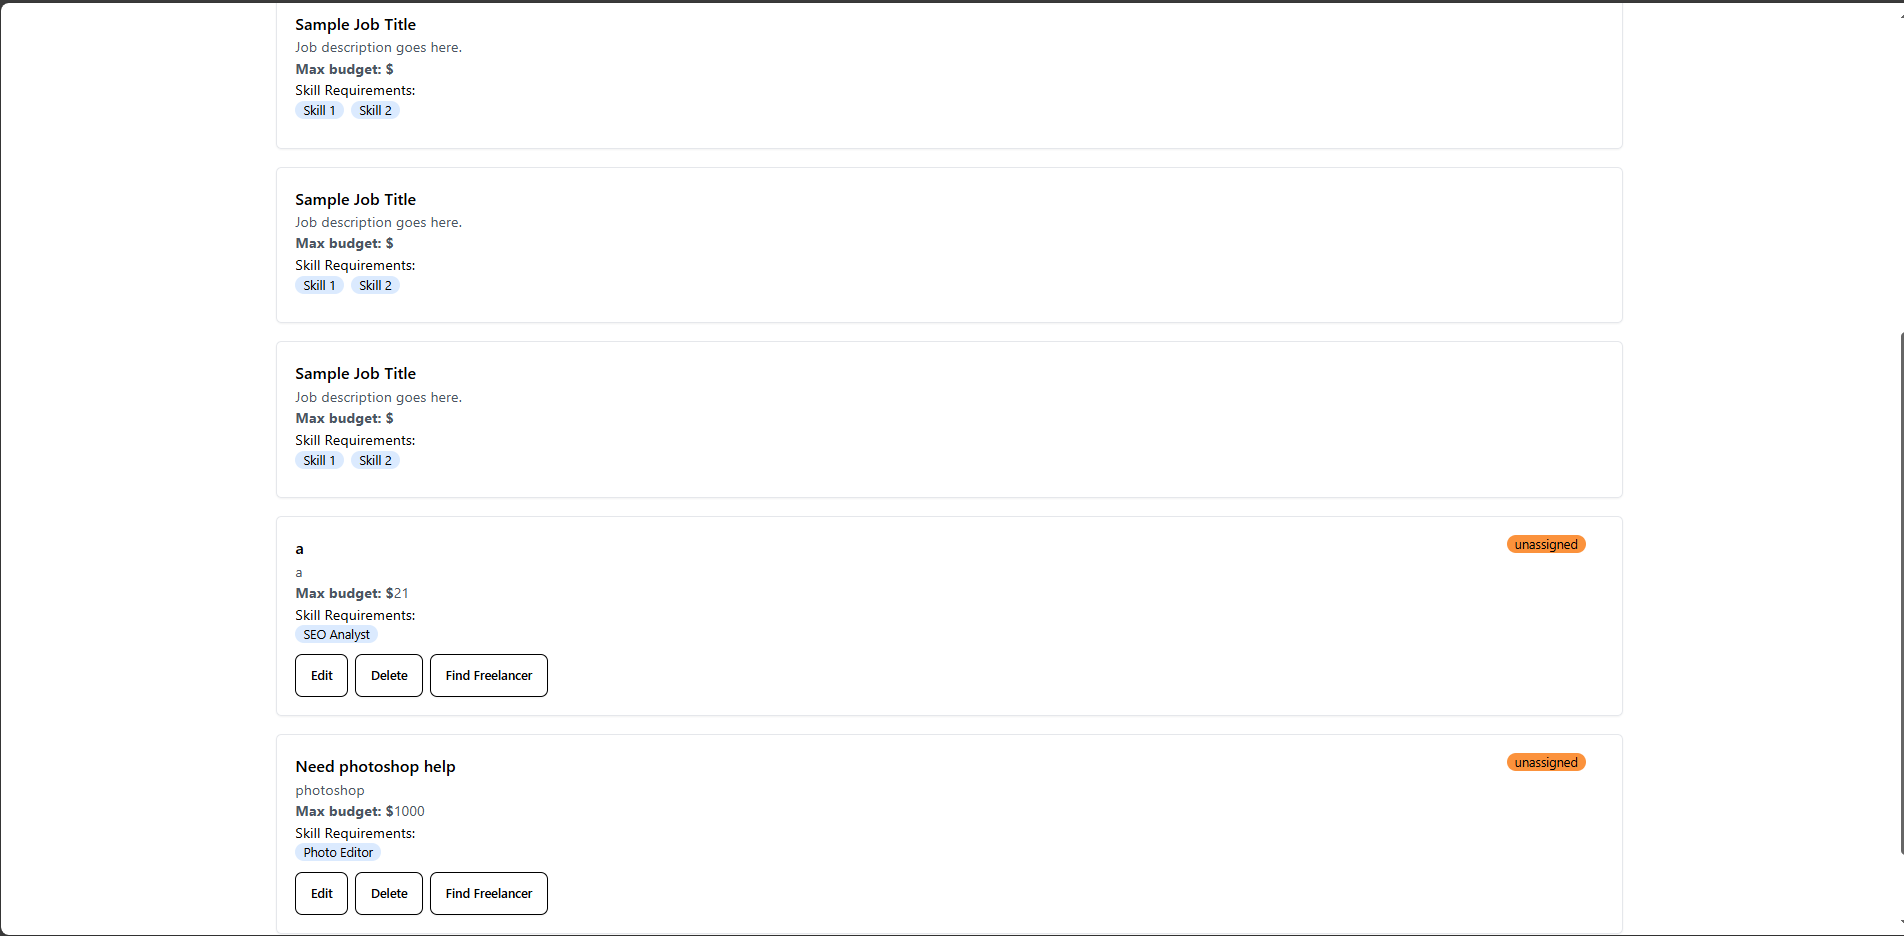 Sample Job Title
Job description goes here.
Max budget: $
Skill Requirements:
Skill 1 Skill 2
Sample Job Title
Job description goes here.
Max budget: $
Skill Requirements:
Skill 1 Skill 2
Sample Job Title
Job description goes here.
Max budget: $
Skill Requirements:
Skill 1 Skill 2
a unassigned
a
Max budget: $21
Skill Requirements:
SEO Analyst
Edit Delete Find Freelancer
Need photoshop help unassigned
photoshop
Max budget: $1000
Skill Requirements:
Photo Editor
Edit Delete Find Freelancer